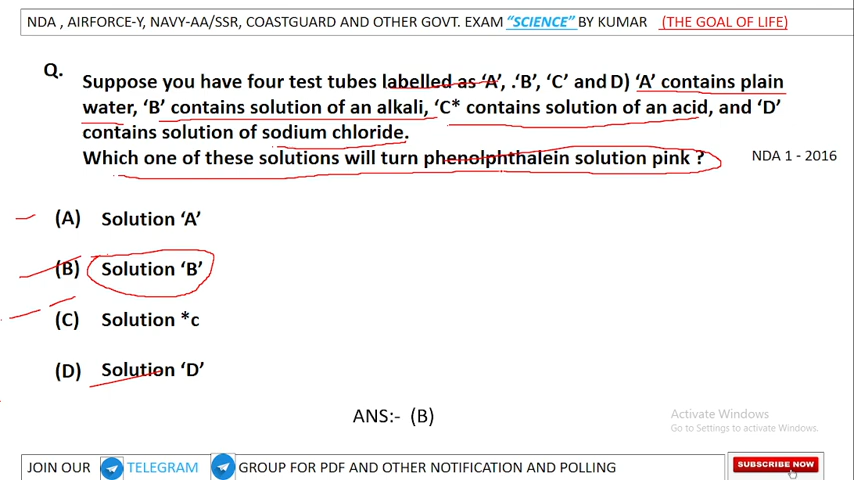 NDA , AIRFORCE-Y, NAVY-AA/SSR, COASTGUARD AND OTHER GOVT. EXAM “SCIENCE” BY KUMAR (THE GOAL OF LIFE)
Q.
Suppose you have four test tubes labelled as ‘A’, .‘B’, ‘C’ and D) ‘A’ contains plain
water, ‘B’ contains solution of an alkali, ‘C* contains solution of an acid, and ‘D’
contains solution of sodium chloride.
Which one of these solutions will turn phenolphthalein solution pink ? NDA 1 - 2016
(A) Solution ‘A’
(B) Solution ‘B’
(C) Solution *c
(D) Solution ‘D’
ANS:- (B)
Activate Windows
Go to Settings to activate Windows.
JOIN OUR TELEGRAM GROUP FOR PDF AND OTHER NOTIFICATION AND POLLING SUBSCRIBE NOW